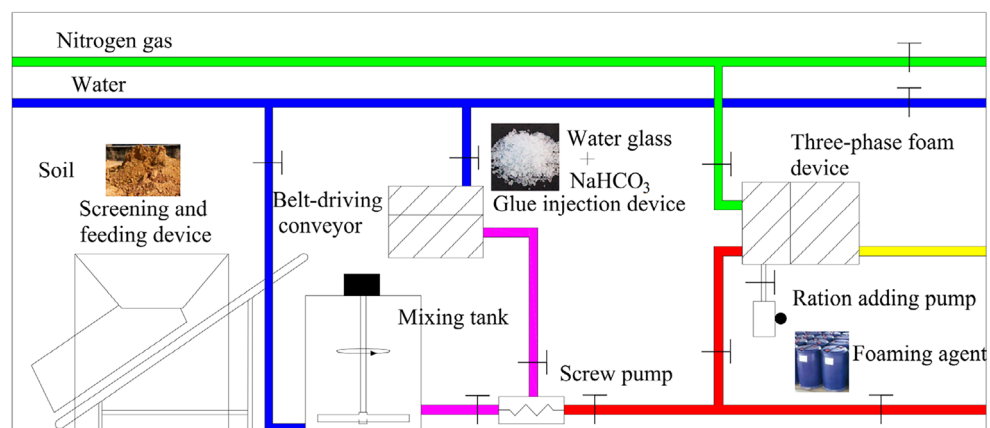 Nitrogen gas
Water
Soil
Screening and
feeding device
Belt-driving
conveyor
Water glass
+
NaHCO₃
Glue injection device
Three-phase foam
device
Mixing tank
Ration adding pump
Screw pump
Foaming agent